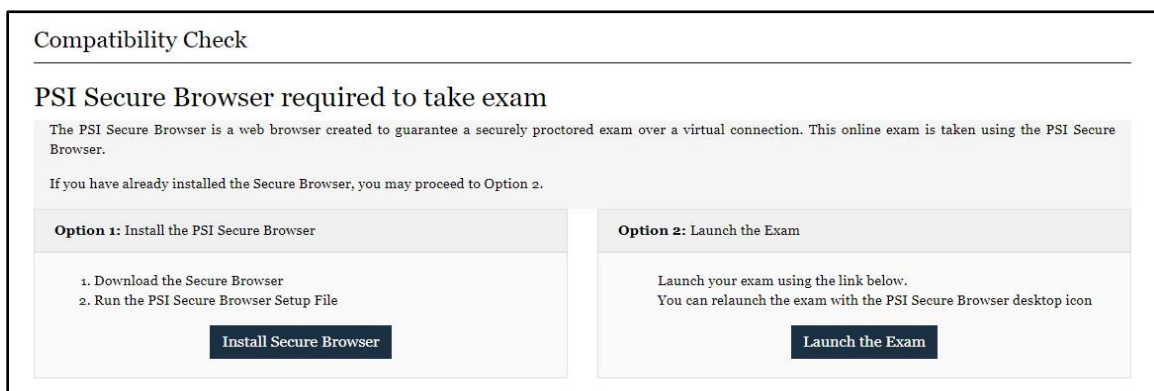 Compatibility Check
PSI Secure Browser required to take exam
The PSI Secure Browser is a web browser created to guarantee a securely proctored exam over a virtual connection. This online exam is taken using the PSI Secure
Browser.
If you have already installed the Secure Browser, you may proceed to Option 2.
Option 1: Install the PSI Secure Browser
1. Download the Secure Browser
2. Run the PSI Secure Browser Setup File
Install Secure Browser
Option 2: Launch the Exam
Launch your exam using the link below.
You can relaunch the exam with the PSI Secure Browser desktop icon
Launch the Exam